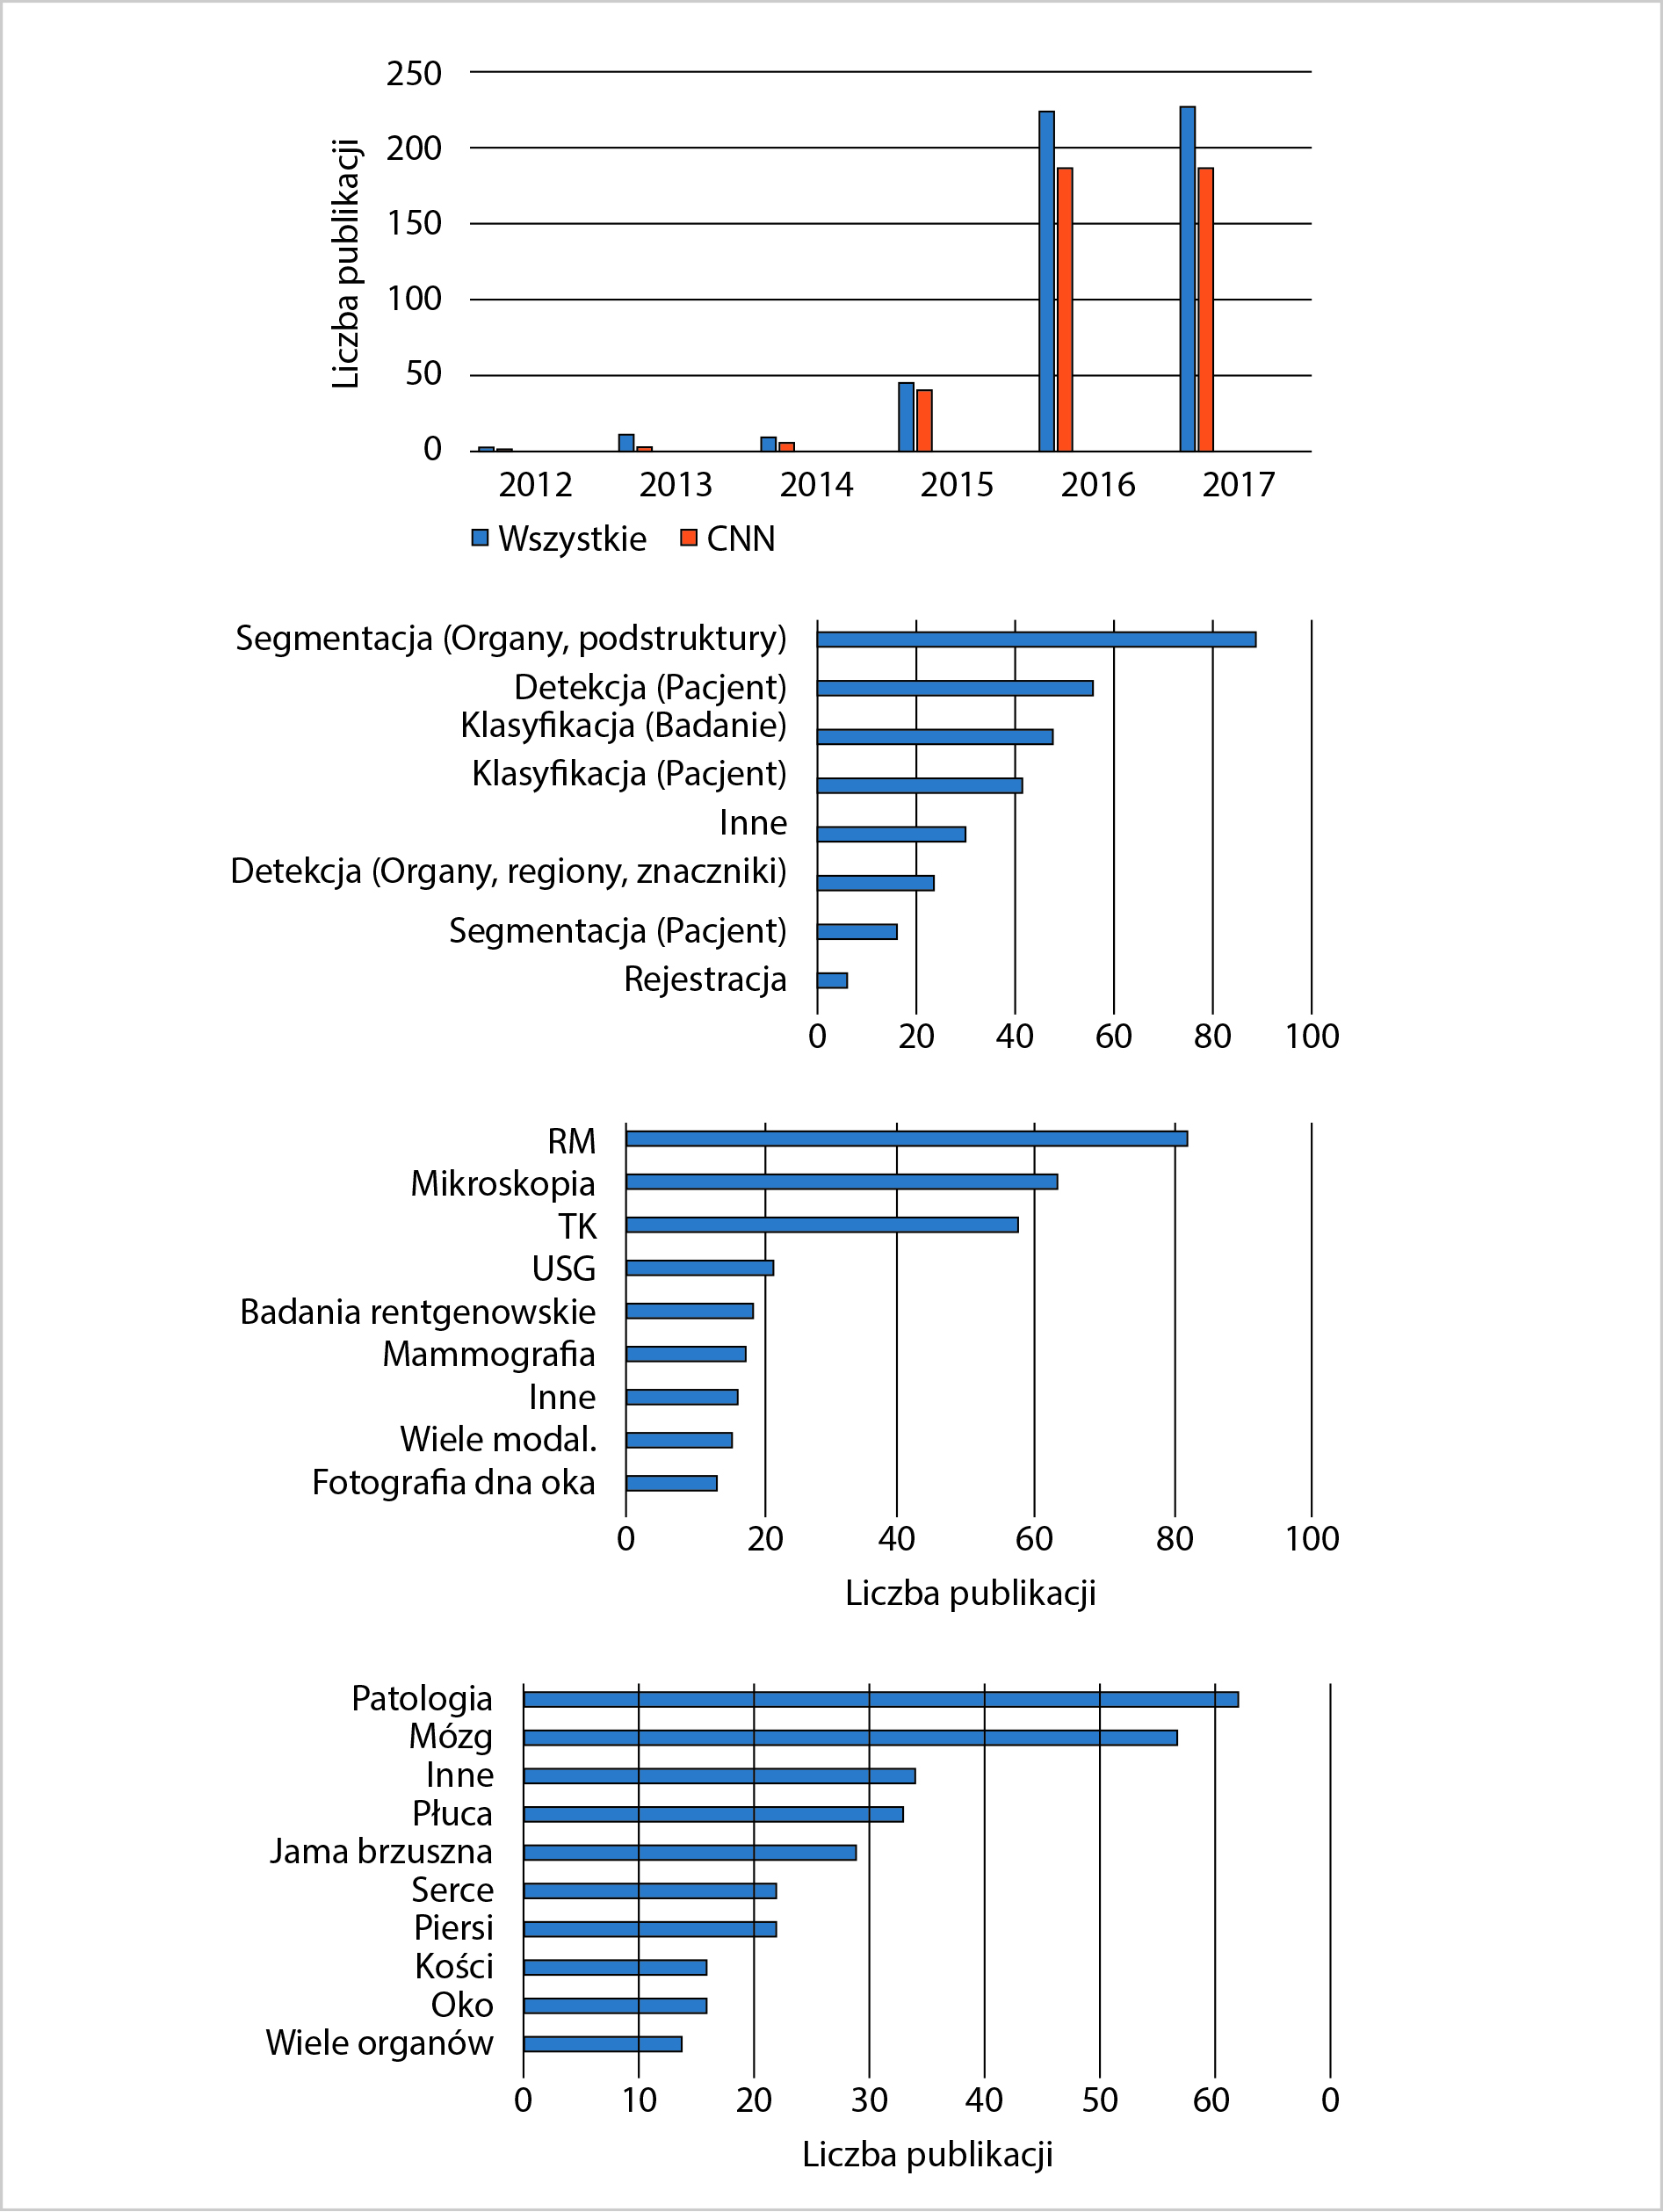 250
200
150
100
50
0
Liczba publikacji
2012 2013 2014 2015 2016 2017
Wszystkie CNN
Segmentacja (Organy, podstruktury)
Detekcja (Pacjent)
Klasyfikacja (Badanie)
Klasyfikacja (Pacjent)
Inne
Detekcja (Organy, regiony, znaczniki)
Segmentacja (Pacjent)
Rejestracja
0 20 40 60 80 100
RM
Mikroskopia
TK
USG
Badania rentgenowskie
Mammografia
Inne
Wiele modal.
Fotografia dna oka
0 20 40 60 80 100
Liczba publikacji
Patologia
Mózg
Inne
Płuca
Jama brzuszna
Serce
Piersi
Kości
Oko
Wiele organów
0 10 20 30 40 50 60 0
Liczba publikacji